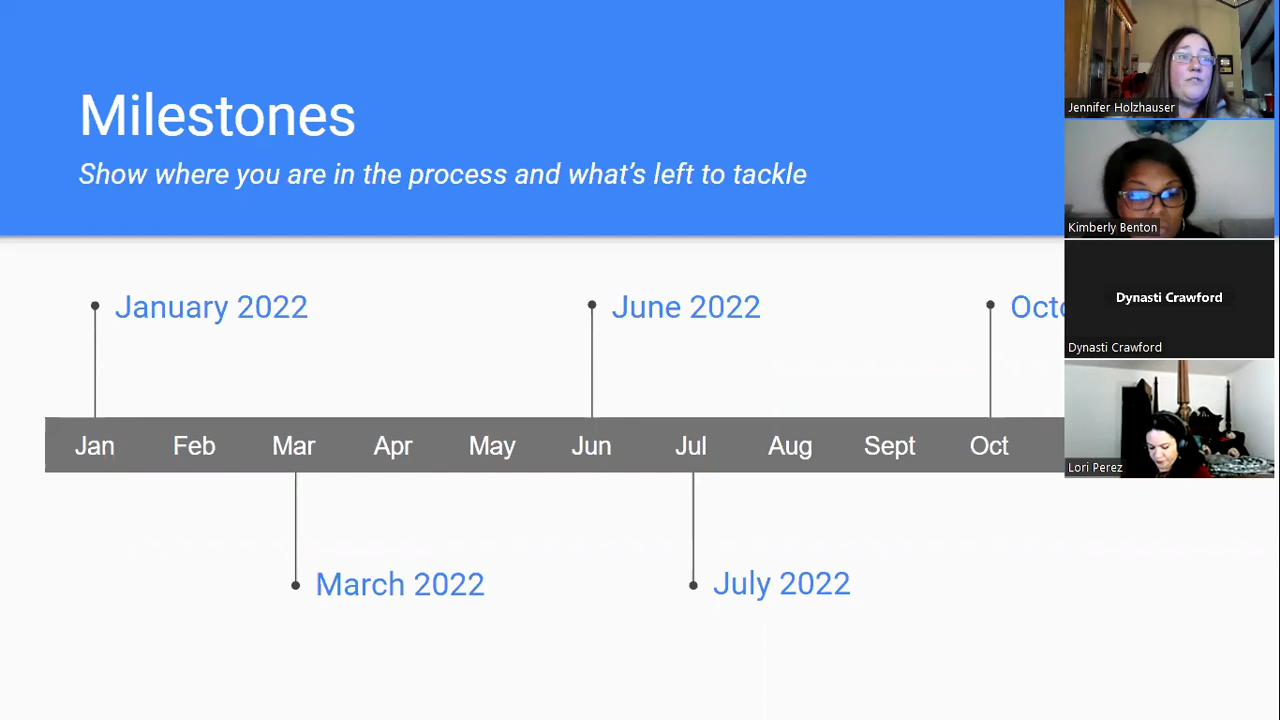 Milestones
Show where you are in the process and what's left to tackle
January 2022
June 2022
Jan Feb Mar Apr May Jun Jul Aug Sept Oct
March 2022
July 2022
Jennifer Holzhauser
Kimberly Benton
Dynasti Crawford
Dynasti Crawford
Lori Perez